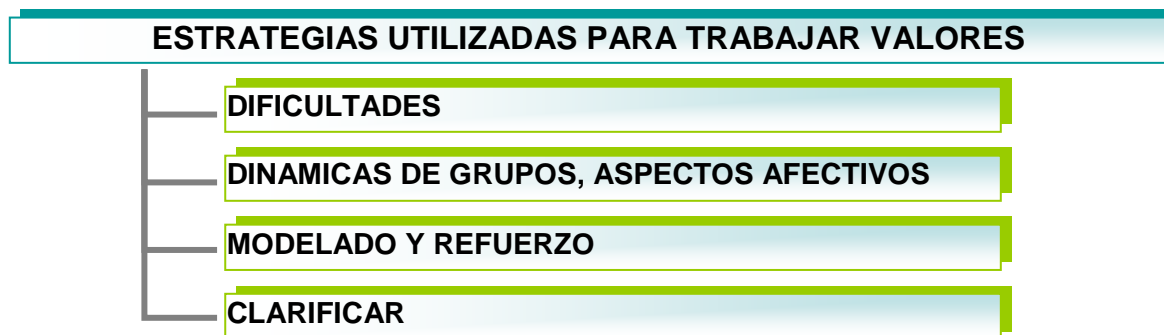 ESTRATEGIAS UTILIZADAS PARA TRABAJAR VALORES
DIFICULTADES
DINAMICAS DE GRUPOS, ASPECTOS AFECTIVOS
MODELADO Y REFUERZO
CLARIFICAR